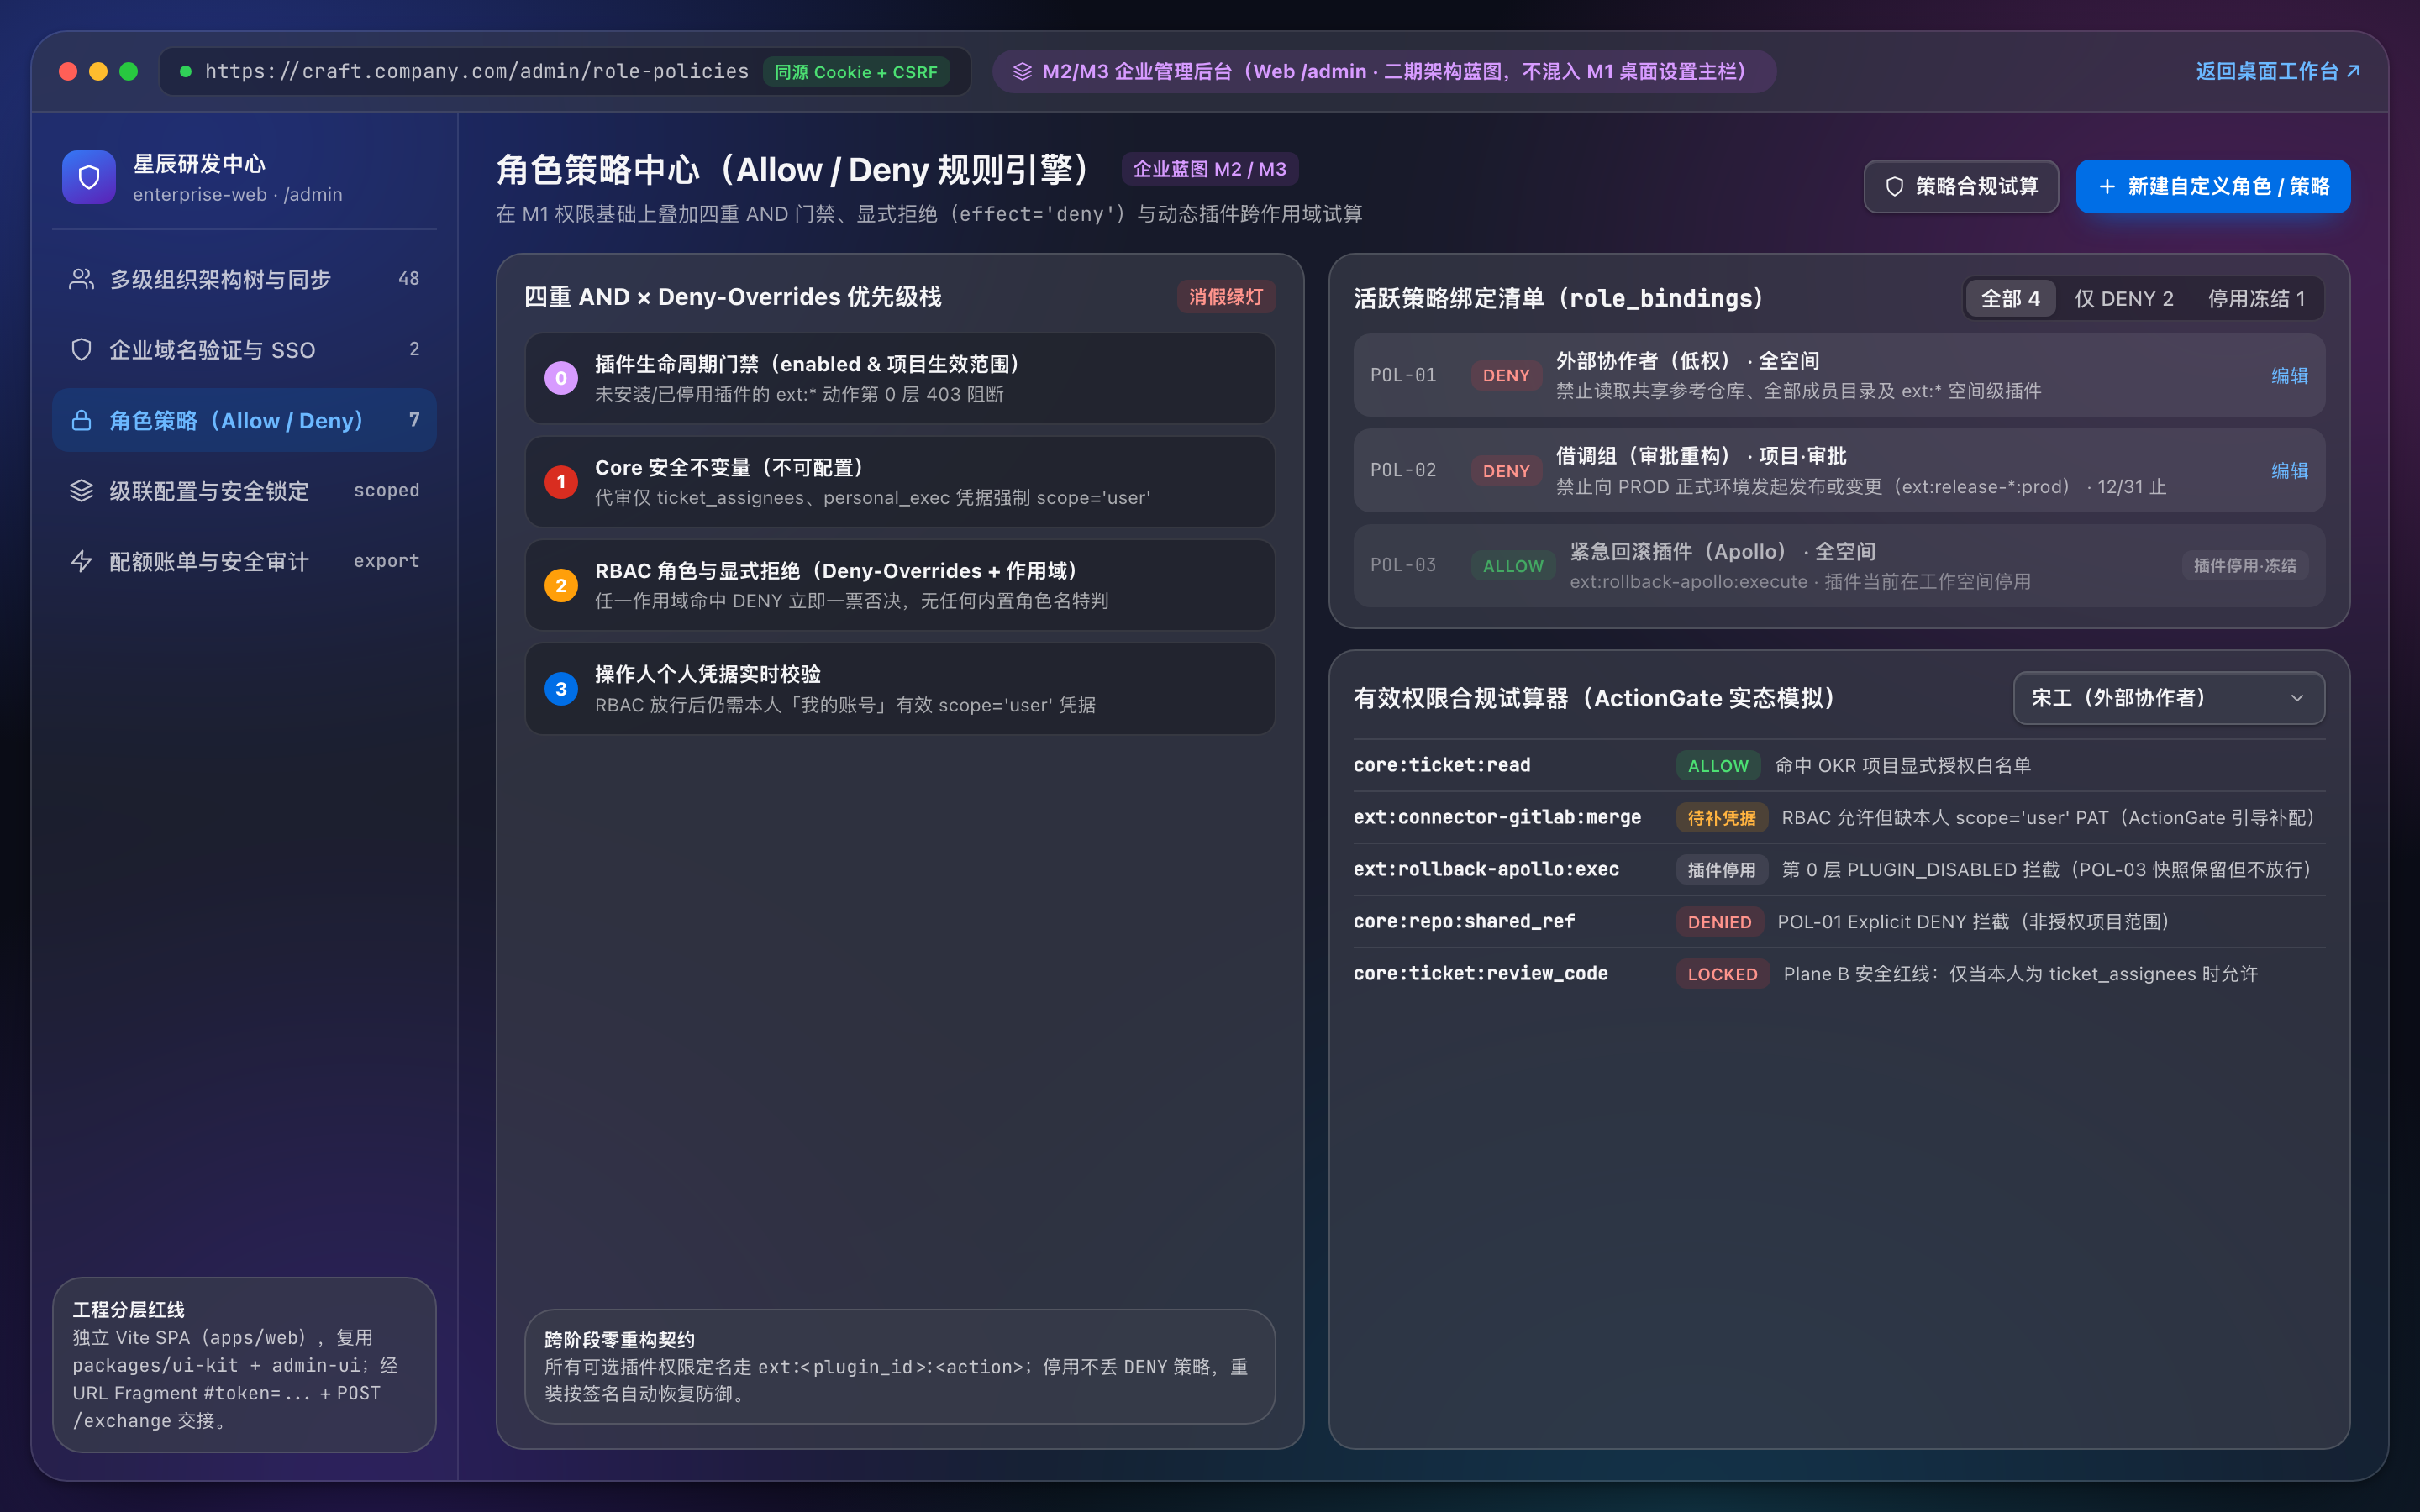 https://craft.company.com/admin/role-policies
同源 Cookie + CSRF
M2/M3 企业管理后台（Web /admin · 二期架构蓝图，不混入 M1 桌面设置主栏）
返回桌面工作台
星辰研发中心
enterprise-web · /admin
多级组织架构树与同步 48
企业域名验证与 SSO 2
角色策略（Allow / Deny） 7
级联配置与安全锁定 scoped
配额账单与安全审计 export
工程分层红线
独立 Vite SPA（apps/web），复用
packages/ui-kit + admin-ui；经
URL Fragment #token=... + POST
/exchange 交接。
角色策略中心（Allow / Deny 规则引擎）
企业蓝图 M2 / M3
在 M1 权限基础上叠加四重 AND 门禁、显式拒绝（effect='deny'）与动态插件跨作用域试算
策略合规试算
新建自定义角色 / 策略
四重 AND × Deny-Overrides 优先级栈
消假绿灯
0
插件生命周期门禁（enabled & 项目生效范围）
未安装/已停用插件的 ext:* 动作第 0 层 403 阻断
1
Core 安全不变量（不可配置）
代审仅 ticket_assignees、personal_exec 凭据强制 scope='user'
2
RBAC 角色与显式拒绝（Deny-Overrides + 作用域）
任一作用域命中 DENY 立即一票否决，无任何内置角色名特判
3
操作人个人凭据实时校验
RBAC 放行后仍需本人「我的账号」有效 scope='user' 凭据
跨阶段零重构契约
所有可选插件权限定名走 ext:<plugin_id>:<action>；停用不丢 DENY 策略，重
装按签名自动恢复防御。
活跃策略绑定清单（role_bindings）
全部 4
仅 DENY 2
停用冻结 1
POL-01
DENY
外部协作者（低权） · 全空间
禁止读取共享参考仓库、全部成员目录及 ext:* 空间级插件
编辑
POL-02
DENY
借调组（审批重构） · 项目·审批
禁止向 PROD 正式环境发起发布或变更（ext:release-*:prod） · 12/31 止
编辑
POL-03
ALLOW
紧急回滚插件（Apollo） · 全空间
ext:rollback-apollo:execute · 插件当前在工作空间停用
插件停用·冻结
有效权限合规试算器（ActionGate 实态模拟）
宋工（外部协作者）
core:ticket:read ALLOW 命中 OKR 项目显式授权白名单
ext:connector-gitlab:merge 待补凭据 RBAC 允许但缺本人 scope='user' PAT（ActionGate 引导补配）
ext:rollback-apollo:exec 插件停用 第 0 层 PLUGIN_DISABLED 拦截（POL-03 快照保留但不放行）
core:repo:shared_ref DENIED POL-01 Explicit DENY 拦截（非授权项目范围）
core:ticket:review_code LOCKED Plane B 安全红线：仅当本人为 ticket_assignees 时允许